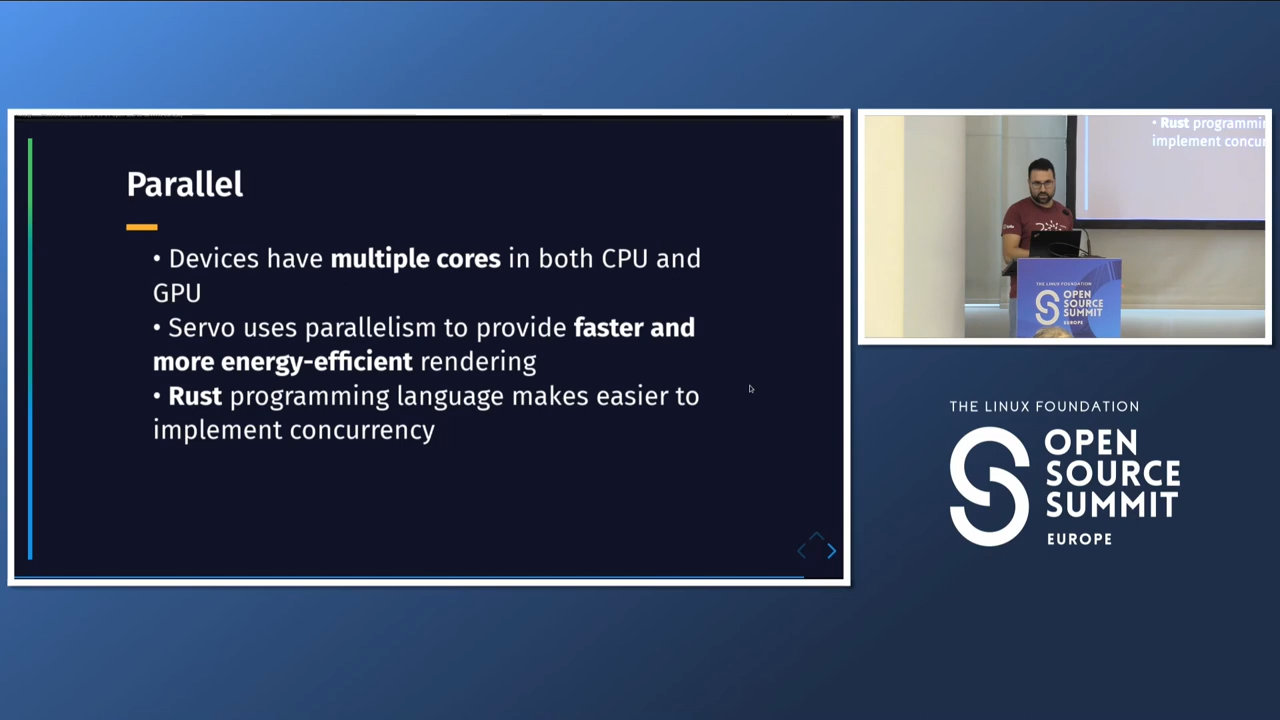 Parallel
• Devices have multiple cores in both CPU and
GPU
• Servo uses parallelism to provide faster and
more energy-efficient rendering
• Rust programming language makes easier to
implement concurrency
• Rust programmi
implement concur
THE LINUX FOUNDATION
OPEN
SOURCE
SUMMIT
EUROPE
THE LINUX FOUNDATION
OPEN
SOURCE
SUMMIT
EUROPE